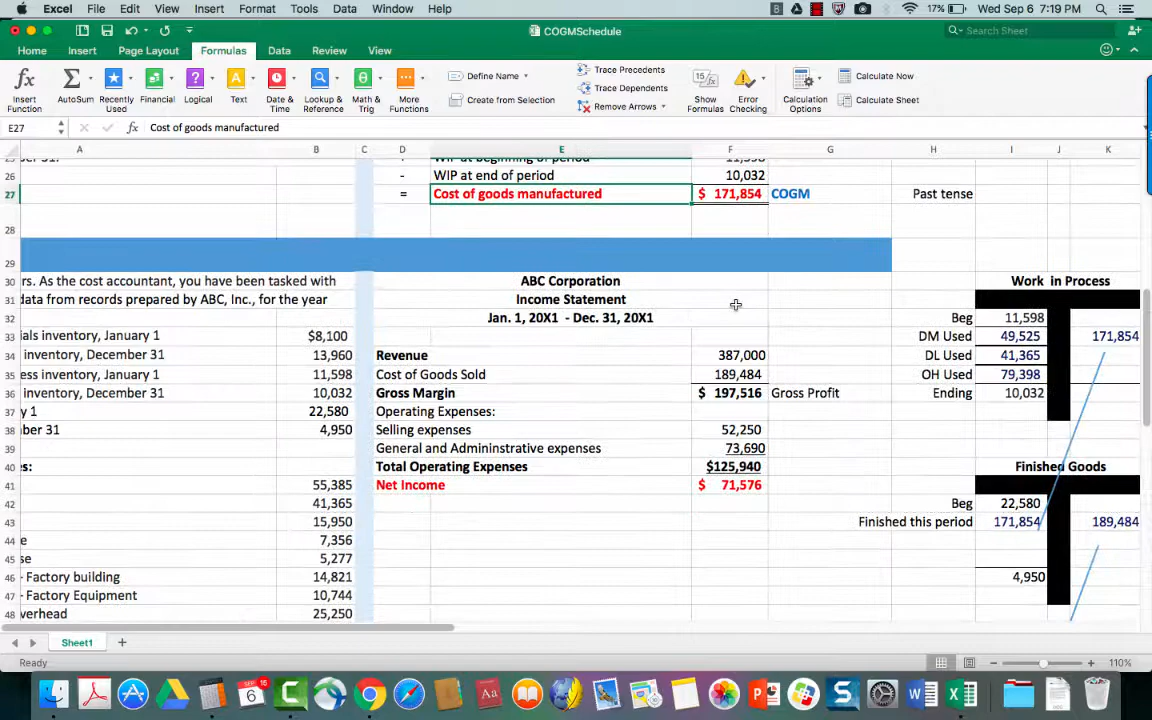 Excel File Edit View Insert Format Tools Data Window Help 17% Wed Sep 6 7:19 PM
COGMSchedule
Search Sheet
Home Insert Page Layout Formulas Data Review View
Insert Function
AutoSum
Recently Used
Financial
Logical
Text
Date & Time
Lookup & Reference
Math & Trig
More Functions
Define Name
Create from Selection
Trace Precedents
Trace Dependents
Remove Arrows
Show Formulas
Error Checking
Calculation Options
Calculate Now
Calculate Sheet
E27 fx Cost of goods manufactured
A B C D E F G H I J K
26 - WIP at end of period 10,032
27 = Cost of goods manufactured $ 171,854 COGM Past tense
28
29
30 rs. As the cost accountant, you have been tasked with ABC Corporation Work in Process
31 data from records prepared by ABC, Inc., for the year Income Statement
32 Jan. 1, 20X1 - Dec. 31, 20X1 Beg 11,598
33 ials inventory, January 1 $8,100 DM Used 49,525 171,854
34 inventory, December 31 13,960 Revenue 387,000 DL Used 41,365
35 ess inventory, January 1 11,598 Cost of Goods Sold 189,484 OH Used 79,398
36 inventory, December 31 10,032 Gross Margin $ 197,516 Gross Profit Ending 10,032
37 y 1 22,580 Operating Expenses:
38 ber 31 4,950 Selling expenses 52,250
39 General and Admininstrative expenses 73,690
40 s: Total Operating Expenses $125,940 Finished Goods
41 55,385 Net Income $ 71,576
42 41,365 Beg 22,580
43 15,950 Finished this period 171,854 189,484
44 e 7,356
45 se 5,277
46 - Factory building 14,821 4,950
47 - Factory Equipment 10,744
48 verhead 25,250
Sheet1
Ready 110%